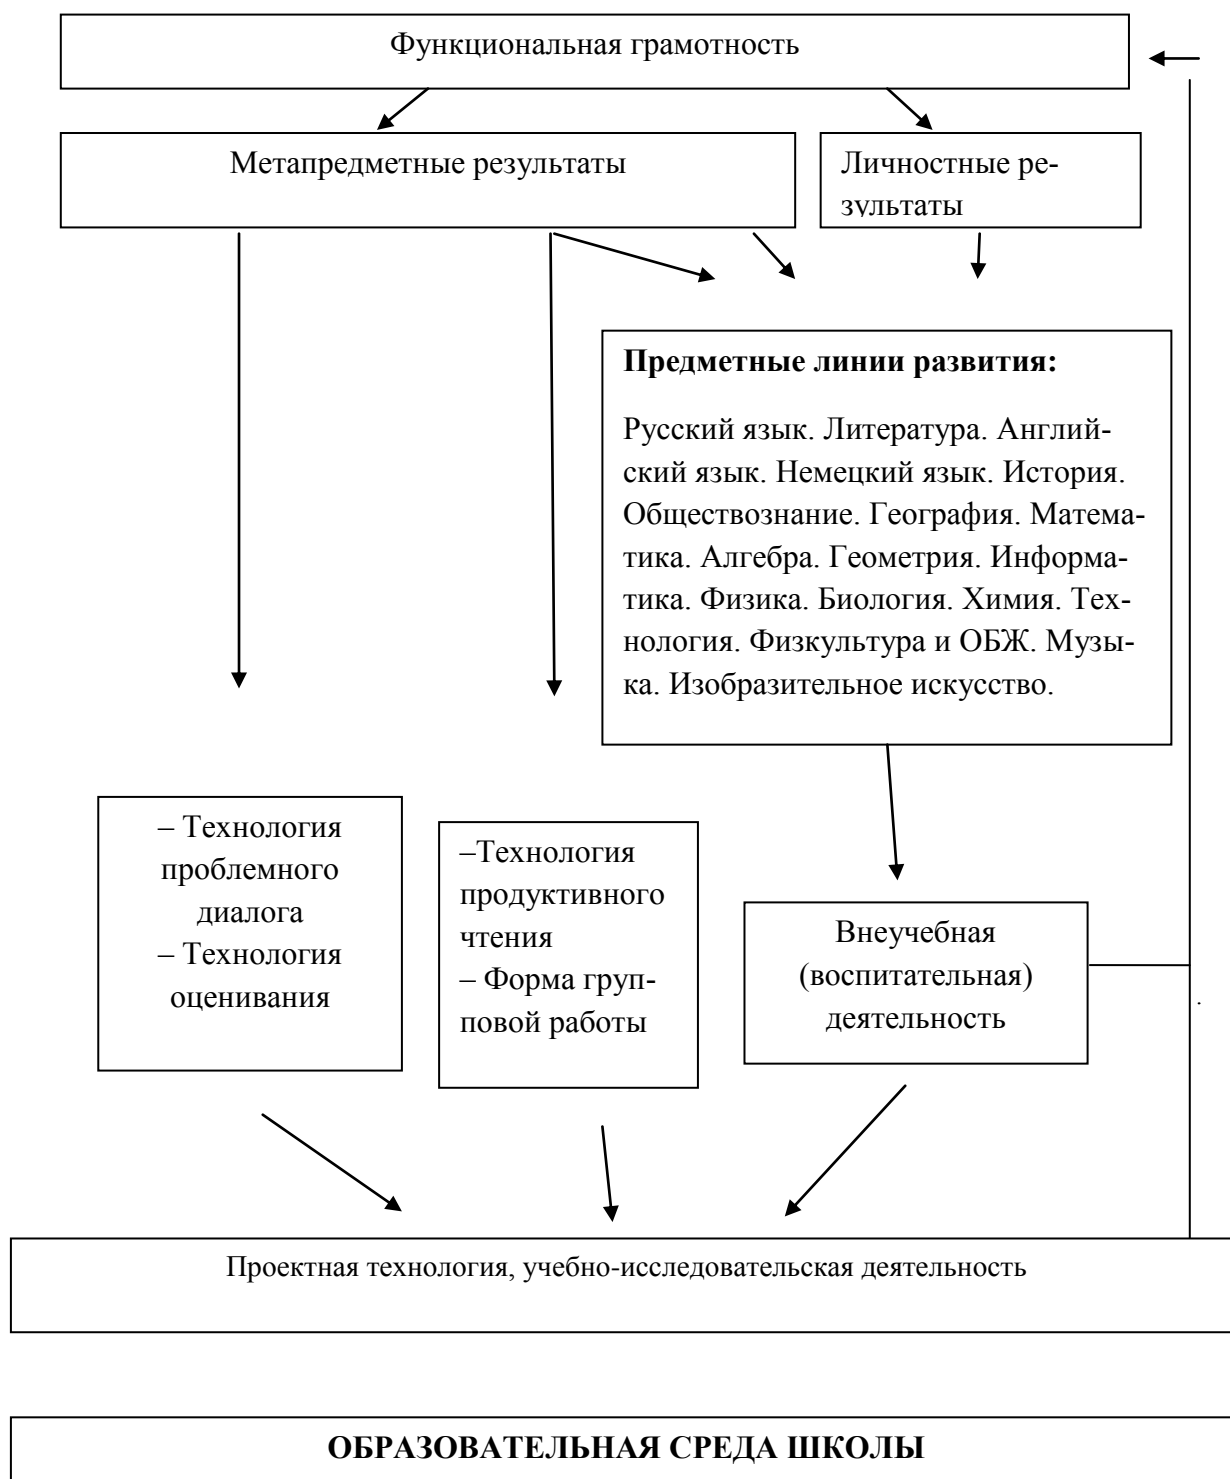 Функциональная грамотность
Метапредметные результаты
Личностные ре-
зультаты
Предметные линии развития:
Русский язык. Литература. Англий-
ский язык. Немецкий язык. История.
Обществознание. География. Матема-
тика. Алгебра. Геометрия. Информа-
тика. Физика. Биология. Химия. Тех-
нология. Физкультура и ОБЖ. Музы-
ка. Изобразительное искусство.
– Технология
проблемного
диалога
– Технология
оценивания
–Технология
продуктивного
чтения
– Форма груп-
повой работы
Внеучебная
(воспитательная)
деятельность
Проектная технология, учебно-исследовательская деятельность
ОБРАЗОВАТЕЛЬНАЯ СРЕДА ШКОЛЫ